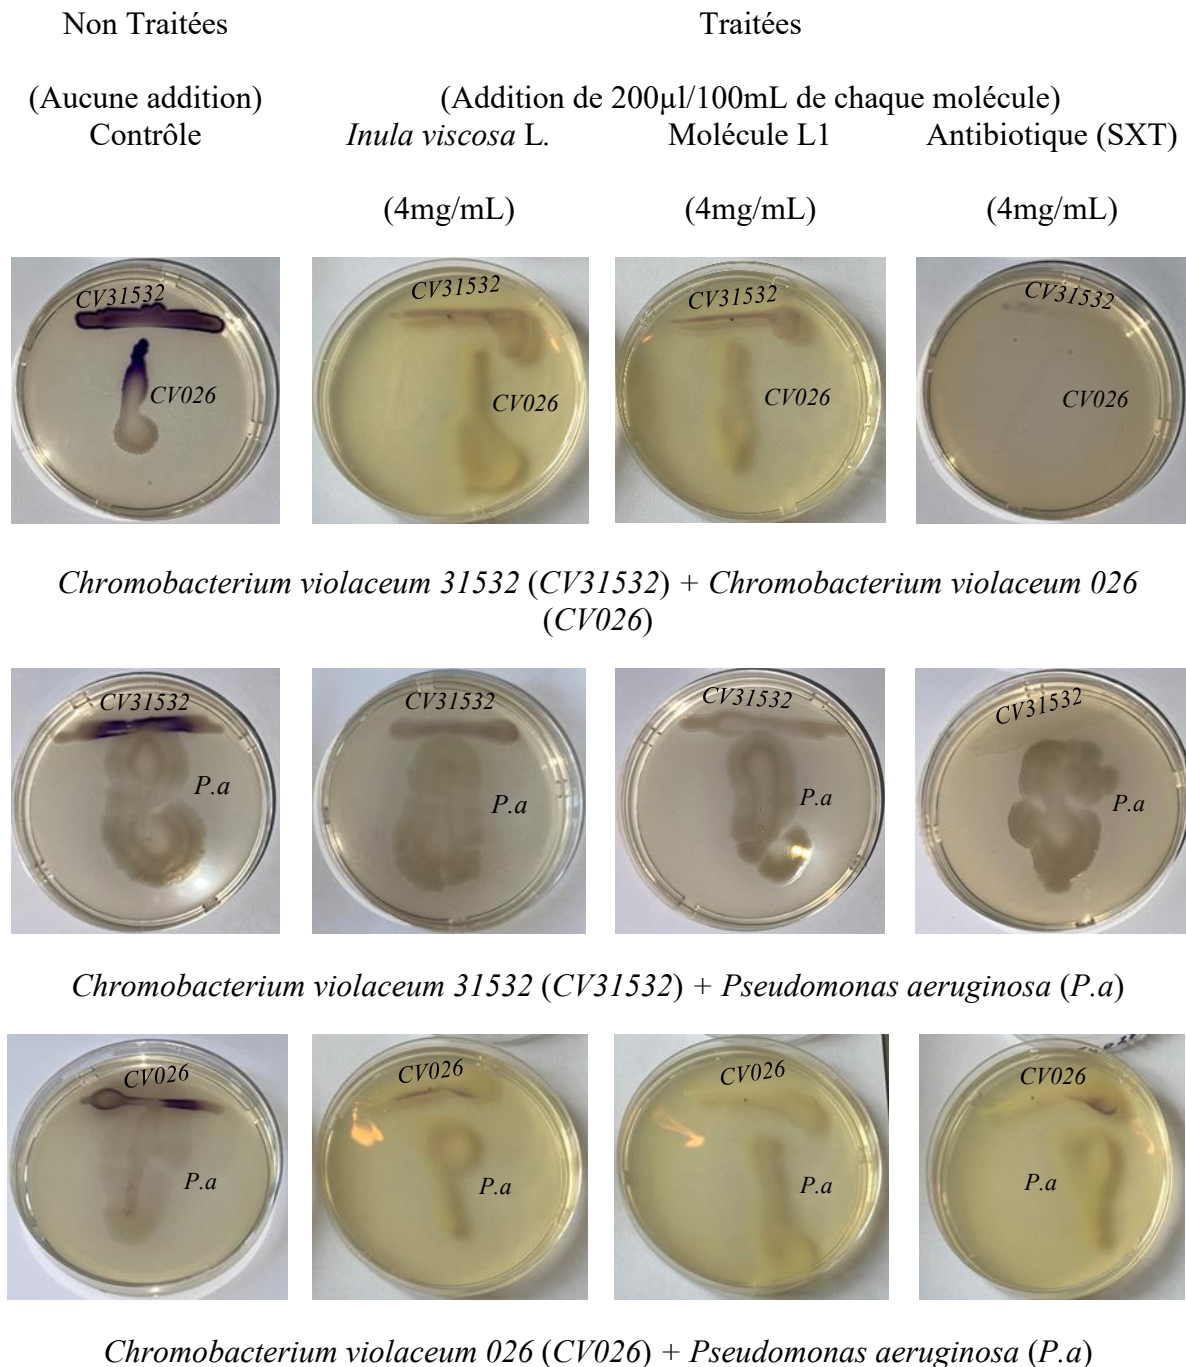 Non Traitées
Traitées
(Aucune addition)
(Addition de 200µl/100mL de chaque molécule)
Contrôle
Inula viscosa L.
Molécule L1
Antibiotique (SXT)
(4mg/mL)
(4mg/mL)
(4mg/mL)
CV31532
CV026
CV31532
CV026
CV31532
CV026
CV31532
CV026
Chromobacterium violaceum 31532 (CV31532) + Chromobacterium violaceum 026
(CV026)
CV31532
P.a
CV31532
P.a
CV31532
P.a
CV31532
P.a
Chromobacterium violaceum 31532 (CV31532) + Pseudomonas aeruginosa (P.a)
CV026
P.a
CV026
P.a
CV026
P.a
CV026
P.a
Chromobacterium violaceum 026 (CV026) + Pseudomonas aeruginosa (P.a)